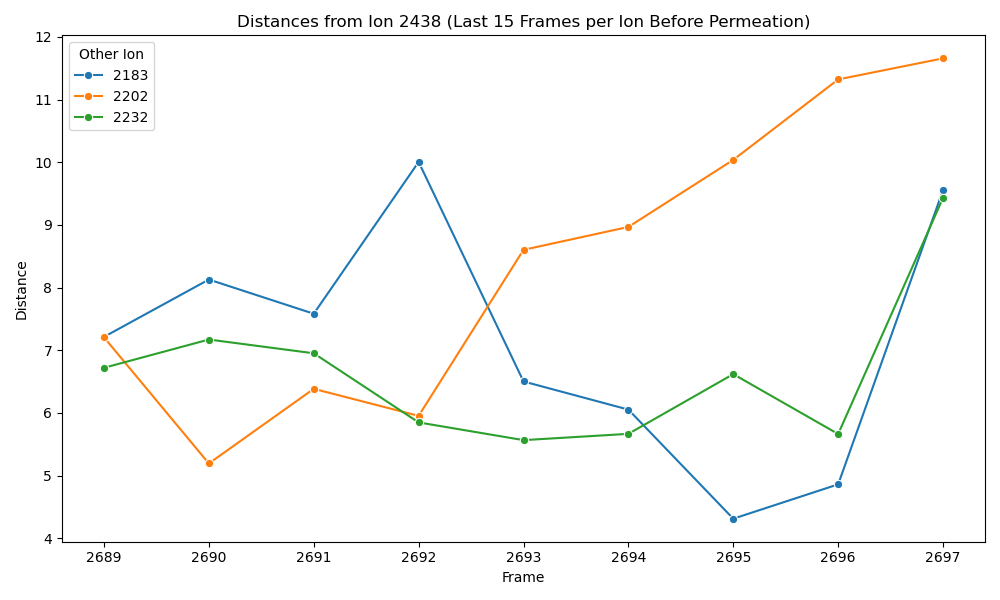 Distances from Ion 2438 (Last 15 Frames per Ion Before Permeation)
Other Ion
2183
2202
2232
12
11
10
9
8
7
6
5
4
Distance
2689 2690 2691 2692 2693 2694 2695 2696 2697
Frame